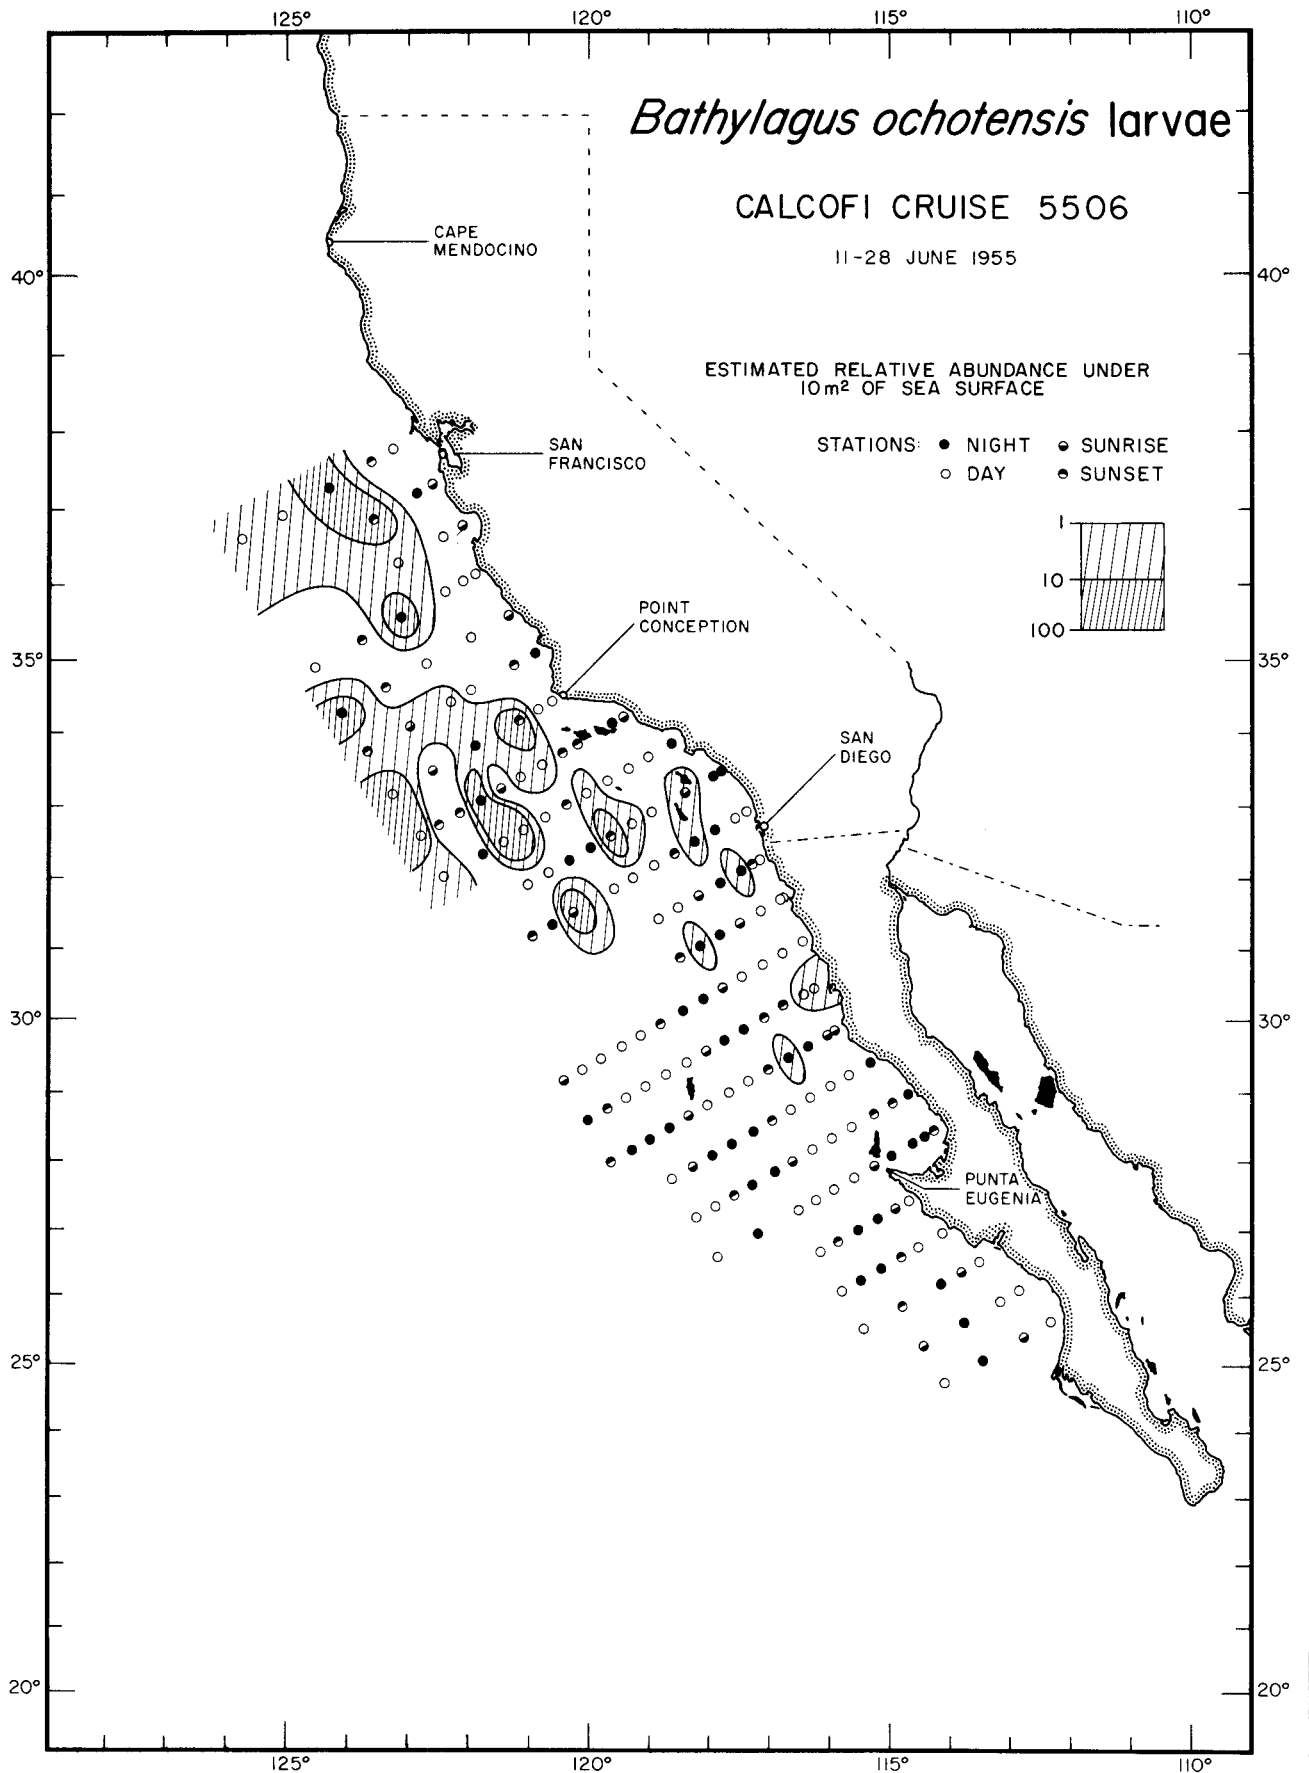 125° 120° 115° 110°
Bathylagus ochotensis larvae
CALCOFI CRUISE 5506
11-28 JUNE 1955
CAPE
MENDOCINO
40° 40°
ESTIMATED RELATIVE ABUNDANCE UNDER
10m² OF SEA SURFACE
STATIONS: NIGHT SUNRISE
DAY SUNSET
SAN
FRANCISCO
1
10
100
POINT
CONCEPTION
35° 35°
SAN
DIEGO
30° 30°
PUNTA
EUGENIA
25° 25°
20° 20°
125° 120° 115° 110°